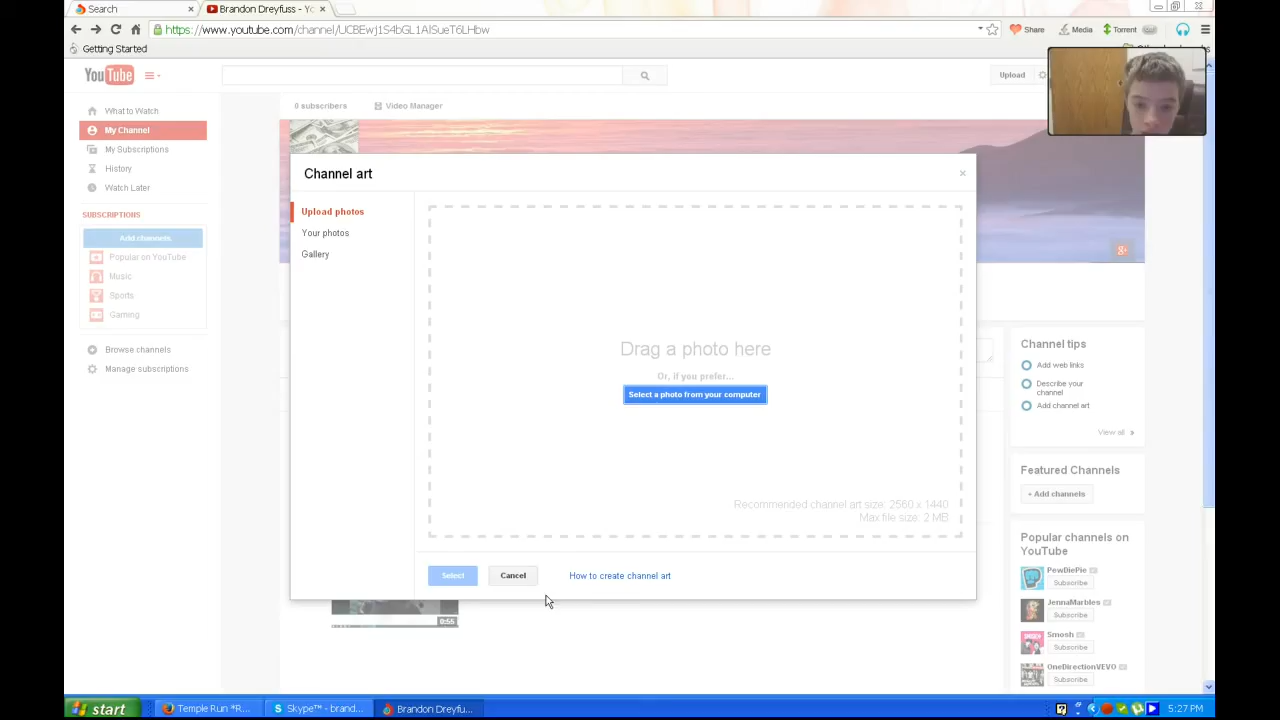 Search ×
Brandon Dreyfuss - Yo ×
https://www.youtube.com/channel/UCBEwj1S4bGL1AlSueT6LHbw
Share
Media
Torrent
Getting Started
YouTube
Upload
0 subscribers
Video Manager
What to Watch
My Channel
My Subscriptions
History
Watch Later
SUBSCRIPTIONS
Add channels
Popular on YouTube
Music
Sports
Gaming
Browse channels
Manage subscriptions
Channel art
×
Upload photos
Your photos
Gallery
Drag a photo here
Or, if you prefer...
Select a photo from your computer
Recommended channel art size: 2560 x 1440
Max file size: 2 MB
Select
Cancel
How to create channel art
0:55
Channel tips
Add web links
Describe your
channel
Add channel art
View all
Featured Channels
+ Add channels
Popular channels on
YouTube
PewDiePie
Subscribe
JennaMarbles
Subscribe
Smosh
Subscribe
OneDirectionVEVO
Subscribe
start
Temple Run *R...
Skype™ - brand...
Brandon Dreyfu...
5:27 PM